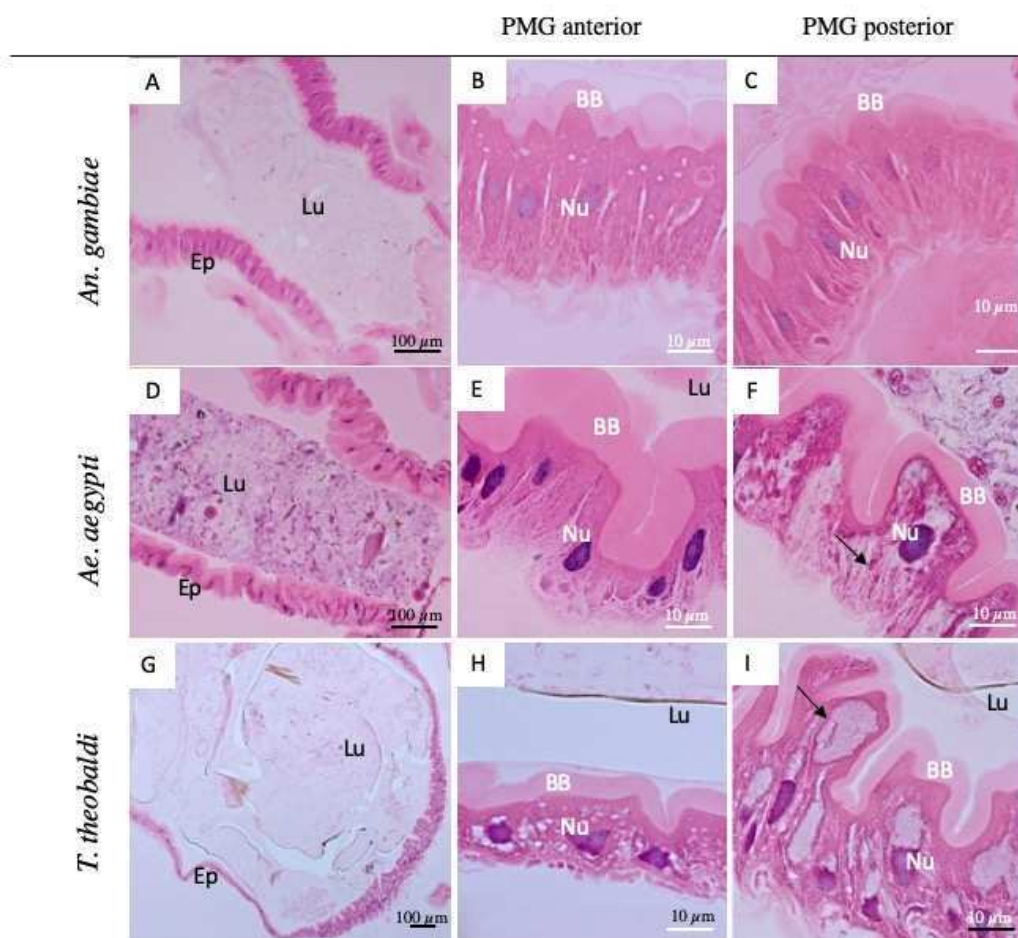 PMG anterior PMG posterior
An. gambiae
A
Lu
Ep
100 µm
B
BB
Nu
10 µm
C
BB
Nu
10 µm
Ae. aegypti
D
Lu
Ep
100 µm
E
Lu
BB
Nu
10 µm
F
BB
Nu
10 µm
T. theobaldi
G
Lu
Ep
100 µm
H
Lu
BB
Nu
10 µm
I
Lu
BB
Nu
10 µm